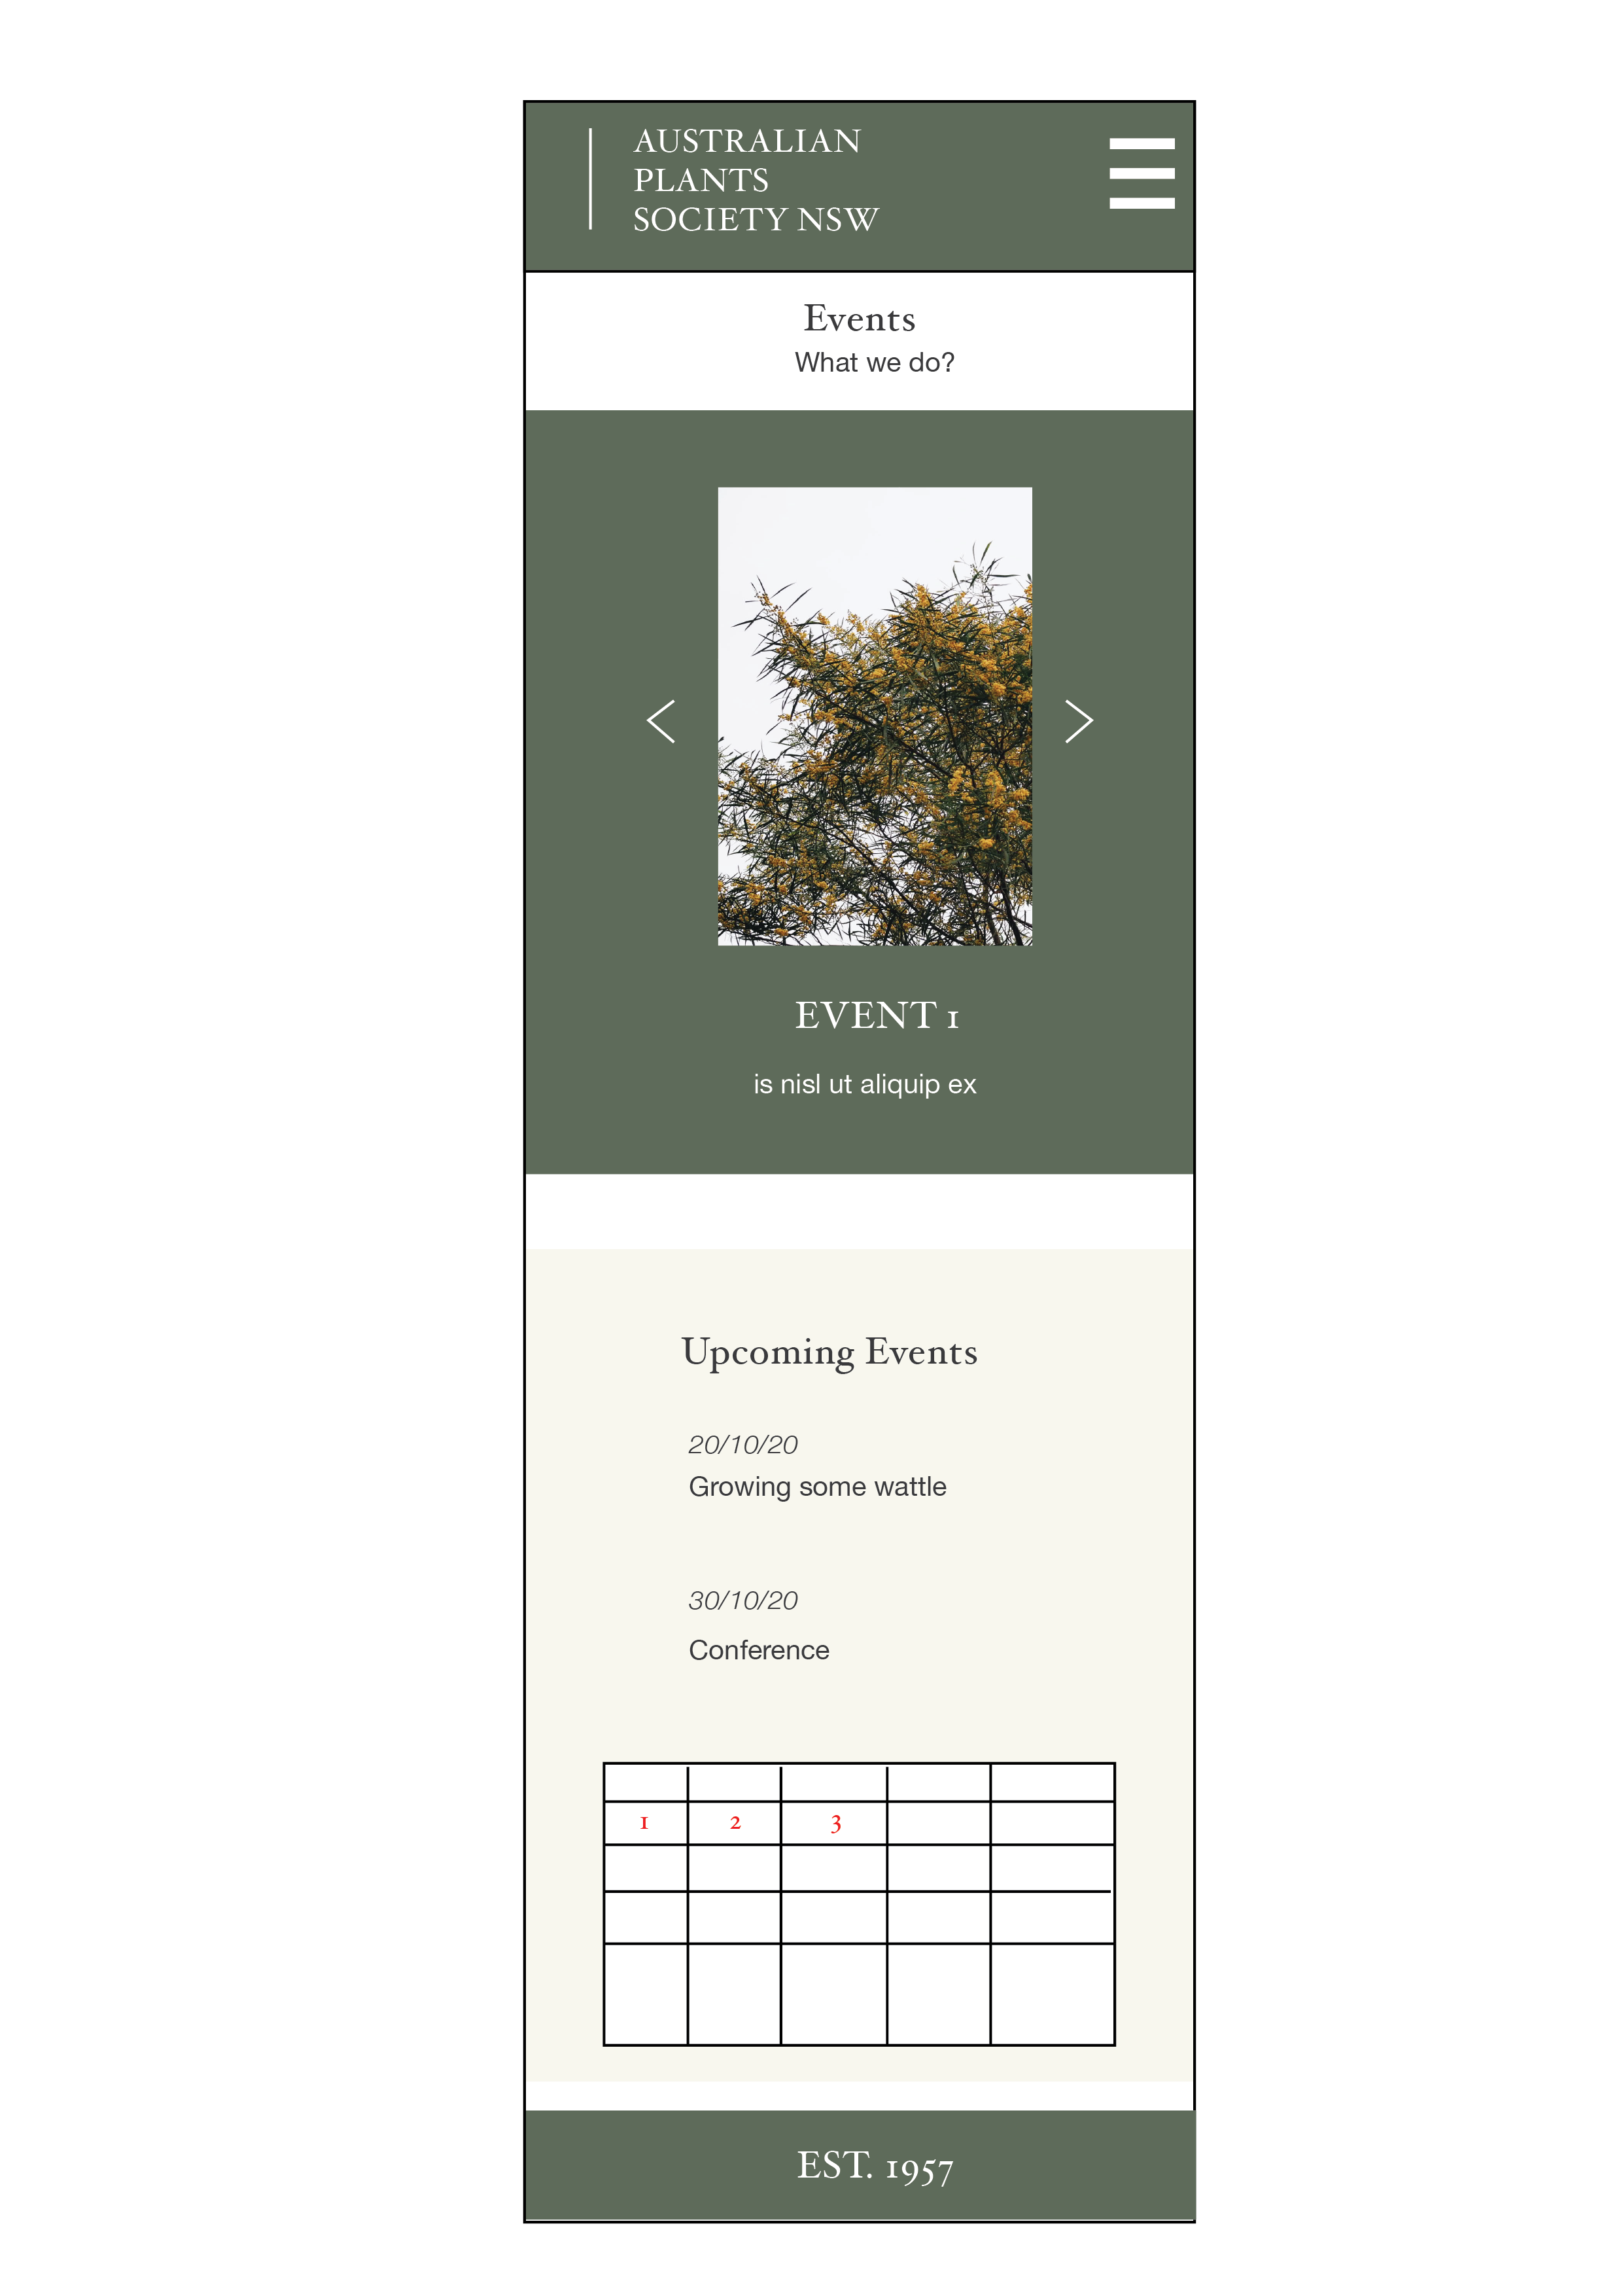 AUSTRALIAN
PLANTS
SOCIETY NSW
Events
What we do?
EVENT 1
is nisl ut aliquip ex
Upcoming Events
20/10/20
Growing some wattle
30/10/20
Conference
1 2 3
EST. 1957